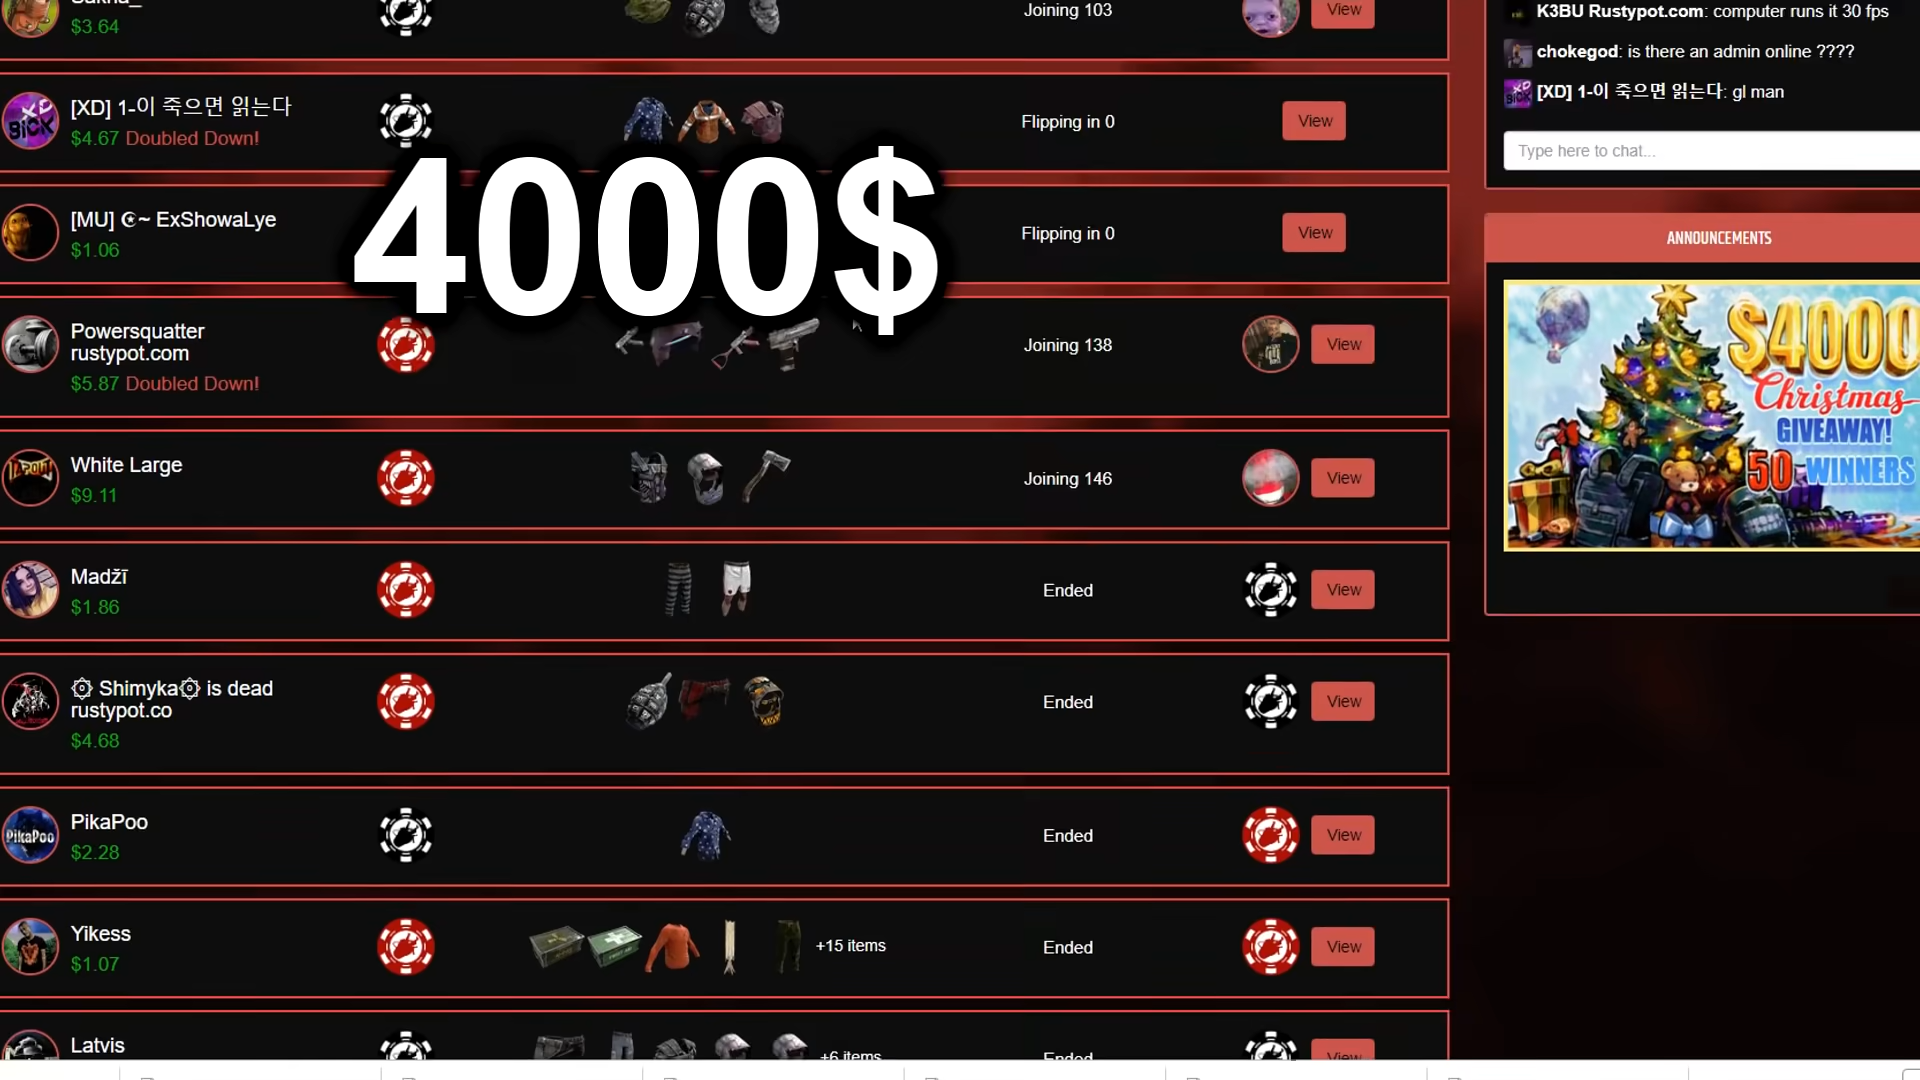 $3.64
Joining 103
View
[XD] 1-이 죽으면 읽는다
$4.67 Doubled Down!
Flipping in 0
View
[MU] ☪~ ExShowaLye
$1.06
Flipping in 0
View
4000$
Powersquatter
rustypot.com
$5.87 Doubled Down!
Joining 138
View
TAPOUT
White Large
$9.11
Joining 146
View
Madžī
$1.86
Ended
View
۞ Shimyka۞ is dead
rustypot.co
$4.68
Ended
View
PikaPoo
PikaPoo
$2.28
Ended
View
Yikess
$1.07
+15 items
Ended
View
Latvis
+6 items
Ended
View
K3BU Rustypot.com: computer runs it 30 fps
chokegod: is there an admin online ????
[XD] 1-이 죽으면 읽는다: gl man
Type here to chat...
ANNOUNCEMENTS
$4000
Christmas
GIVEAWAY!
50 WINNERS